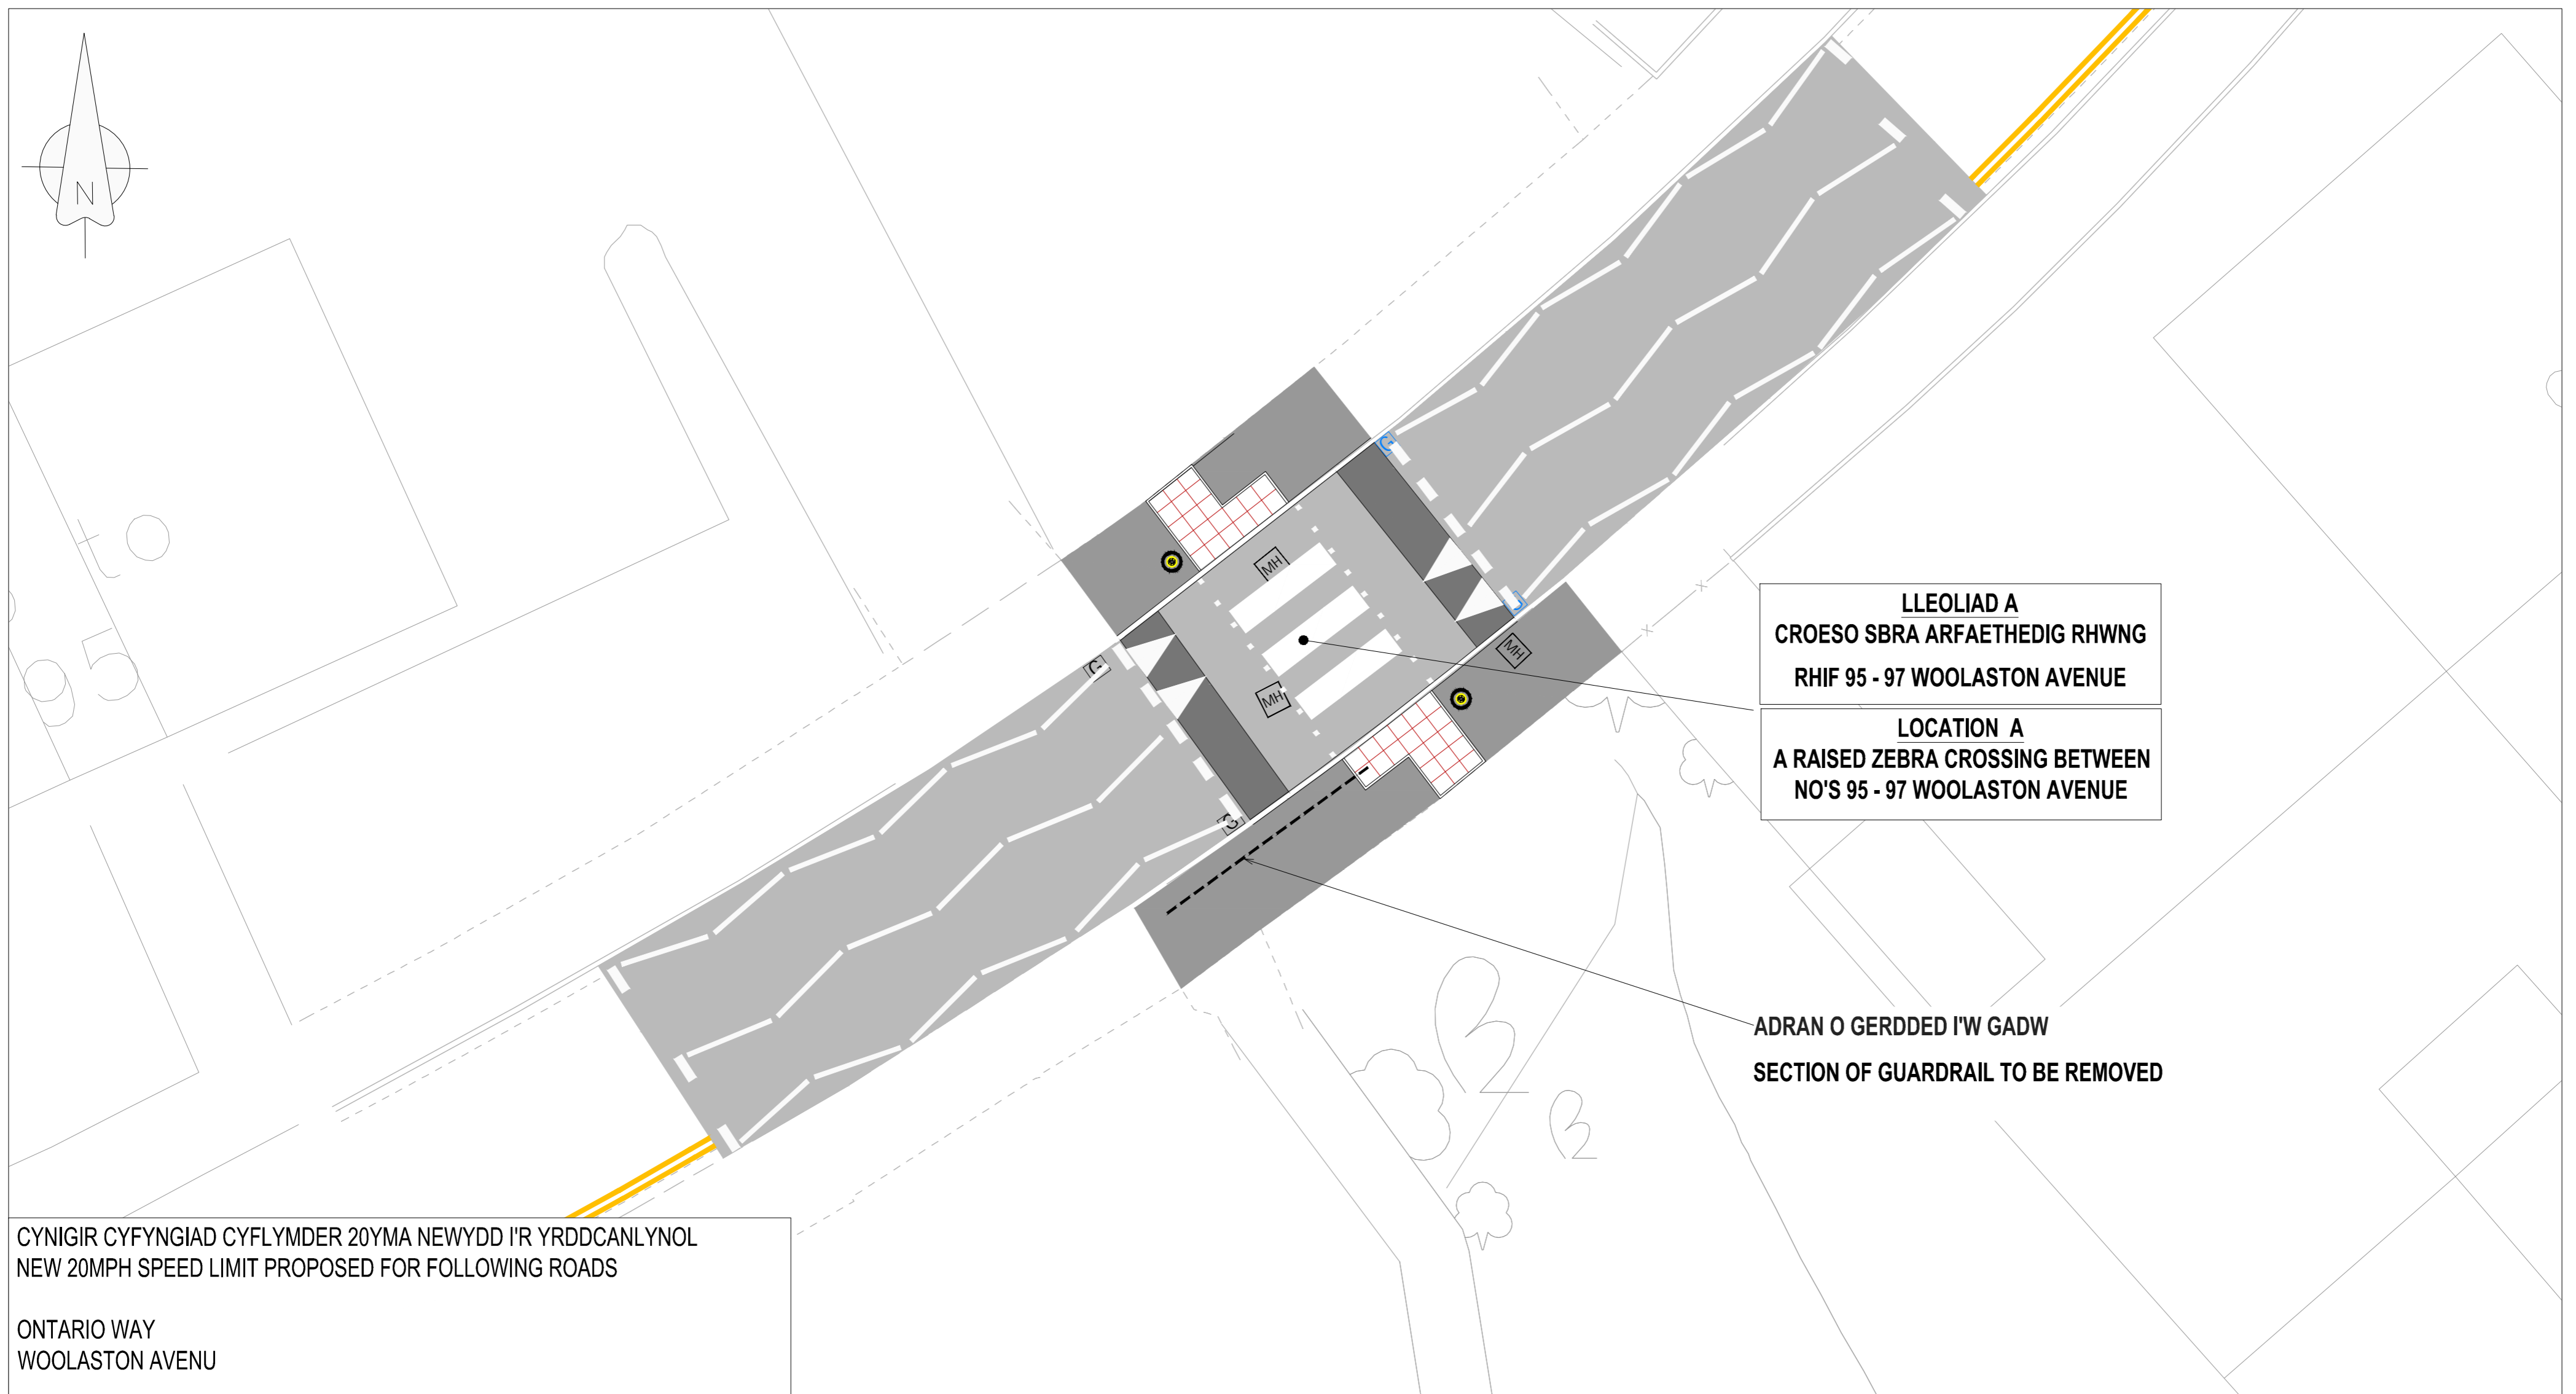 N
95
to
MH
MH
MH
G
G
LLEOLIAD A
CROESO SBRA ARFAETHEDIG RHWNG
RHIF 95 - 97 WOOLASTON AVENUE
LOCATION A
A RAISED ZEBRA CROSSING BETWEEN
NO'S 95 - 97 WOOLASTON AVENUE
ADRAN O GERDDED I'W GADW
SECTION OF GUARDRAIL TO BE REMOVED
CYNIGIR CYFYNGIAD CYFLYMDER 20YMA NEWYDD I'R YRDDCANLYNOL
NEW 20MPH SPEED LIMIT PROPOSED FOR FOLLOWING ROADS
ONTARIO WAY
WOOLASTON AVENU